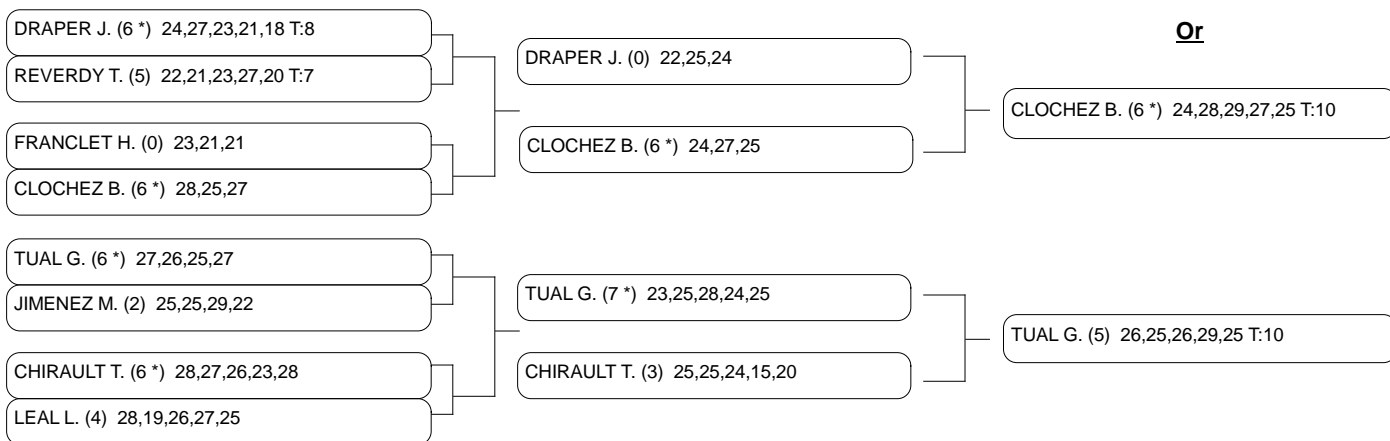 DRAPER J. (6 *) 24,27,23,21,18 T:8
REVERDY T. (5) 22,21,23,27,20 T:7
FRANCLET H. (0) 23,21,21
CLOCHEZ B. (6 *) 28,25,27
TUAL G. (6 *) 27,26,25,27
JIMENEZ M. (2) 25,25,29,22
CHIRAULT T. (6 *) 28,27,26,23,28
LEAL L. (4) 28,19,26,27,25
DRAPER J. (0) 22,25,24
CLOCHEZ B. (6 *) 24,27,25
TUAL G. (7 *) 23,25,28,24,25
CHIRAULT T. (3) 25,25,24,15,20
Or
CLOCHEZ B. (6 *) 24,28,29,27,25 T:10
TUAL G. (5) 26,25,26,29,25 T:10